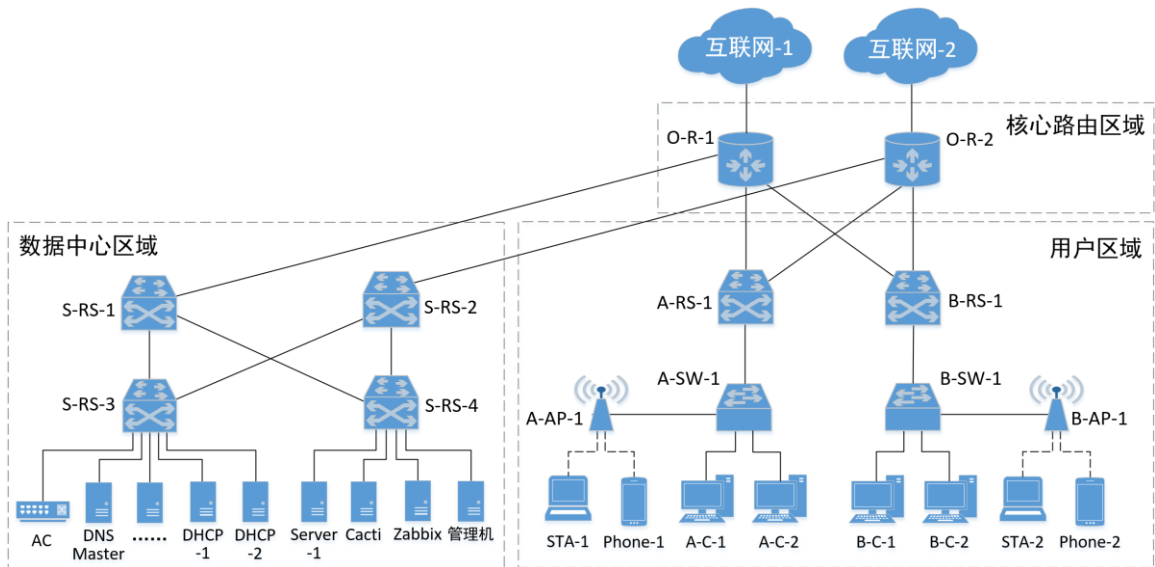 互联网-1
互联网-2
核心路由区域
O-R-1
O-R-2
数据中心区域
用户区域
S-RS-1
S-RS-2
A-RS-1
B-RS-1
S-RS-3
S-RS-4
A-SW-1
B-SW-1
A-AP-1
B-AP-1
AC
DNS
Master
......
DHCP
-1
DHCP
-2
Server
-1
Cacti
Zabbix
管理机
STA-1
Phone-1
A-C-1
A-C-2
B-C-1
B-C-2
STA-2
Phone-2